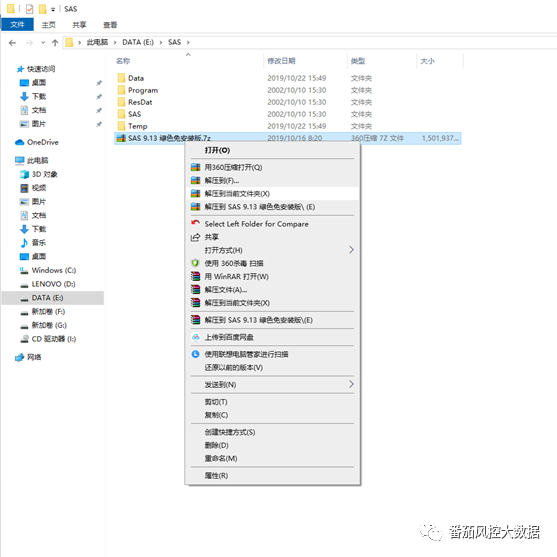 SAS
文件 主页 共享 查看
此电脑 > DATA (E:) > SAS >
名称 修改日期 类型 大小
快速访问
桌面
下载
文档
图片
OneDrive
此电脑
3D 对象
视频
图片
文档
下载
音乐
桌面
Windows (C:)
LENOVO (D:)
DATA (E:)
新加卷 (F:)
新加卷 (G:)
CD 驱动器 (I:)
网络
Data 2019/10/22 15:49 文件夹
Program 2002/10/10 15:30 文件夹
ResDat 2002/10/10 15:30 文件夹
SAS 2002/10/10 15:30 文件夹
Temp 2019/10/22 15:49 文件夹
SAS 9.13 绿色免安装版.7z 2019/10/16 8:20 360压缩 7Z 文件 1,501,937...
打开(O)
用360压缩打开(Q)
解压到(F)...
解压到当前文件夹(X)
解压到 SAS 9.13 绿色免安装版\ (E)
Select Left Folder for Compare
共享
打开方式(H)
使用 360杀毒 扫描
用 WinRAR 打开(W)
解压文件(A)...
解压到当前文件夹(X)
解压到 SAS 9.13 绿色免安装版\(E)
上传到百度网盘
使用联想电脑管家进行扫描
还原以前的版本(V)
发送到(N)
剪切(T)
复制(C)
创建快捷方式(S)
删除(D)
重命名(M)
属性(R)
番茄风控大数据